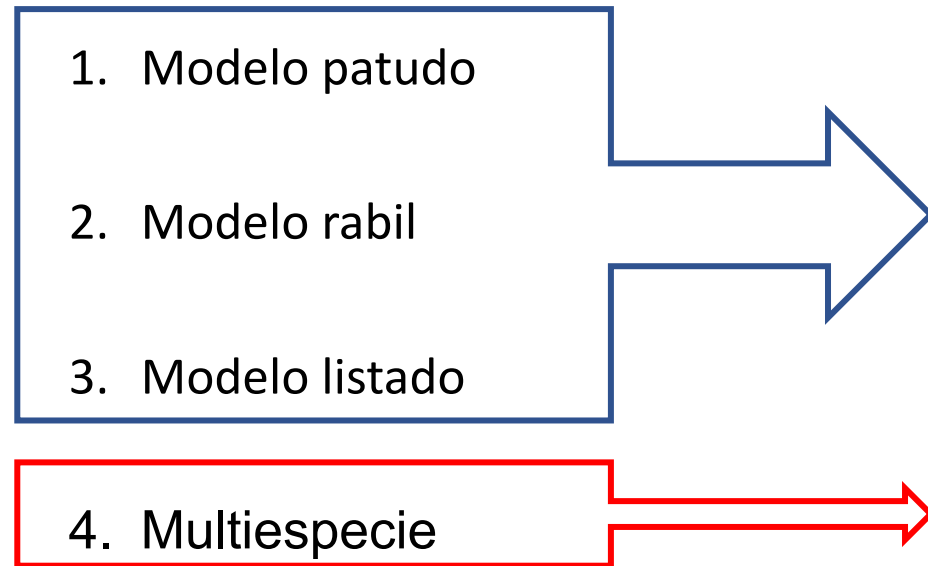 1. Modelo patudo
2. Modelo rabil
3. Modelo listado
4. Multiespecie